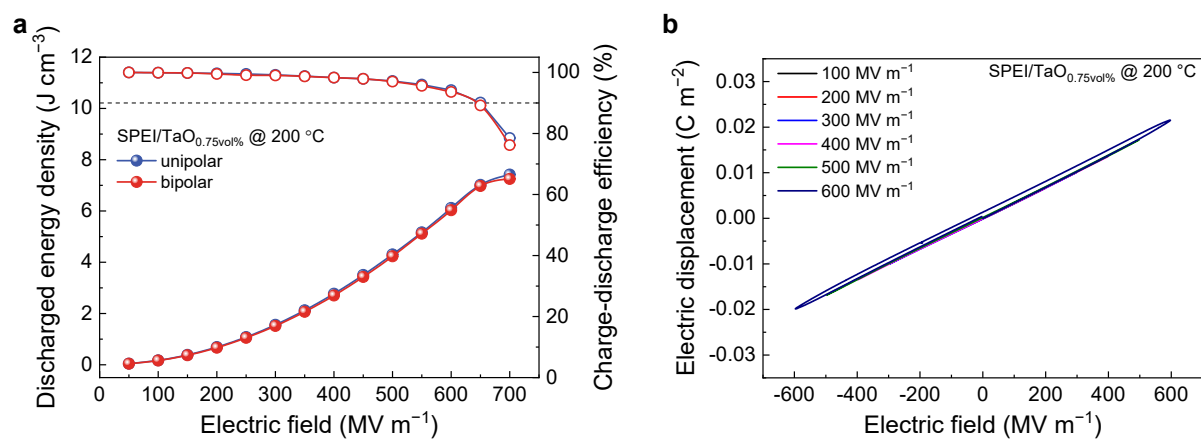 a
Discharged energy density (J cm⁻³)
12
10
8
6
4
2
0
SPEI/TaO₀.₇₅vol% @ 200 °C
unipolar
bipolar
100
80
60
40
20
0
Charge-discharge efficiency (%)
0 100 200 300 400 500 600 700
Electric field (MV m⁻¹)
b
Electric displacement (C m⁻²)
0.03
0.02
0.01
0.00
-0.01
-0.02
-0.03
100 MV m⁻¹
200 MV m⁻¹
300 MV m⁻¹
400 MV m⁻¹
500 MV m⁻¹
600 MV m⁻¹
SPEI/TaO₀.₇₅vol% @ 200 °C
-600 -400 -200 0 200 400 600
Electric field (MV m⁻¹)